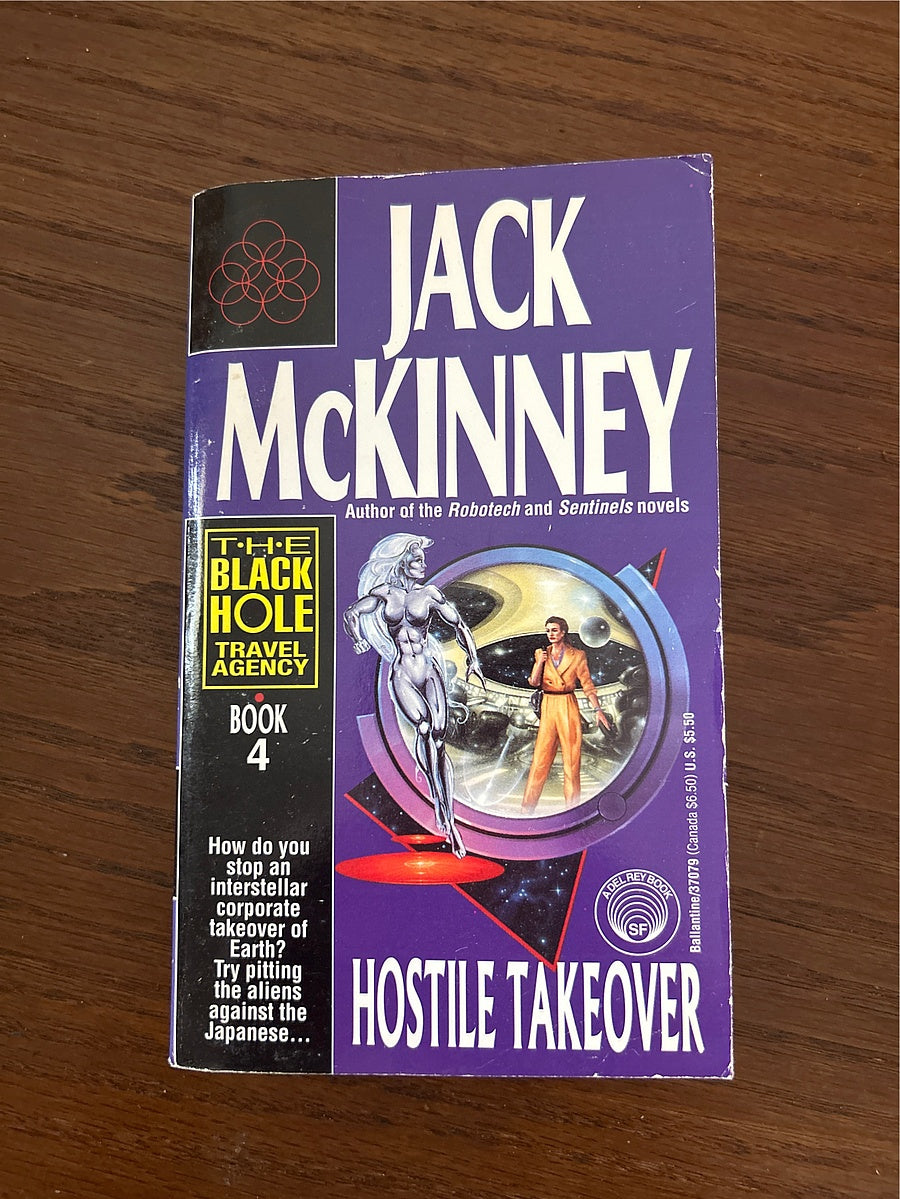 JACK
McKINNEY
Author of the Robotech and Sentinels novels
T·H·E
BLACK
HOLE
TRAVEL
AGENCY
BOOK
4
How do you
stop an
interstellar
corporate
takeover of
Earth?
Try pitting
the aliens
against the
Japanese...
Ballantine/37079 (Canada $6.50) U.S. $5.50
A DEL REY BOOK
SF
HOSTILE TAKEOVER